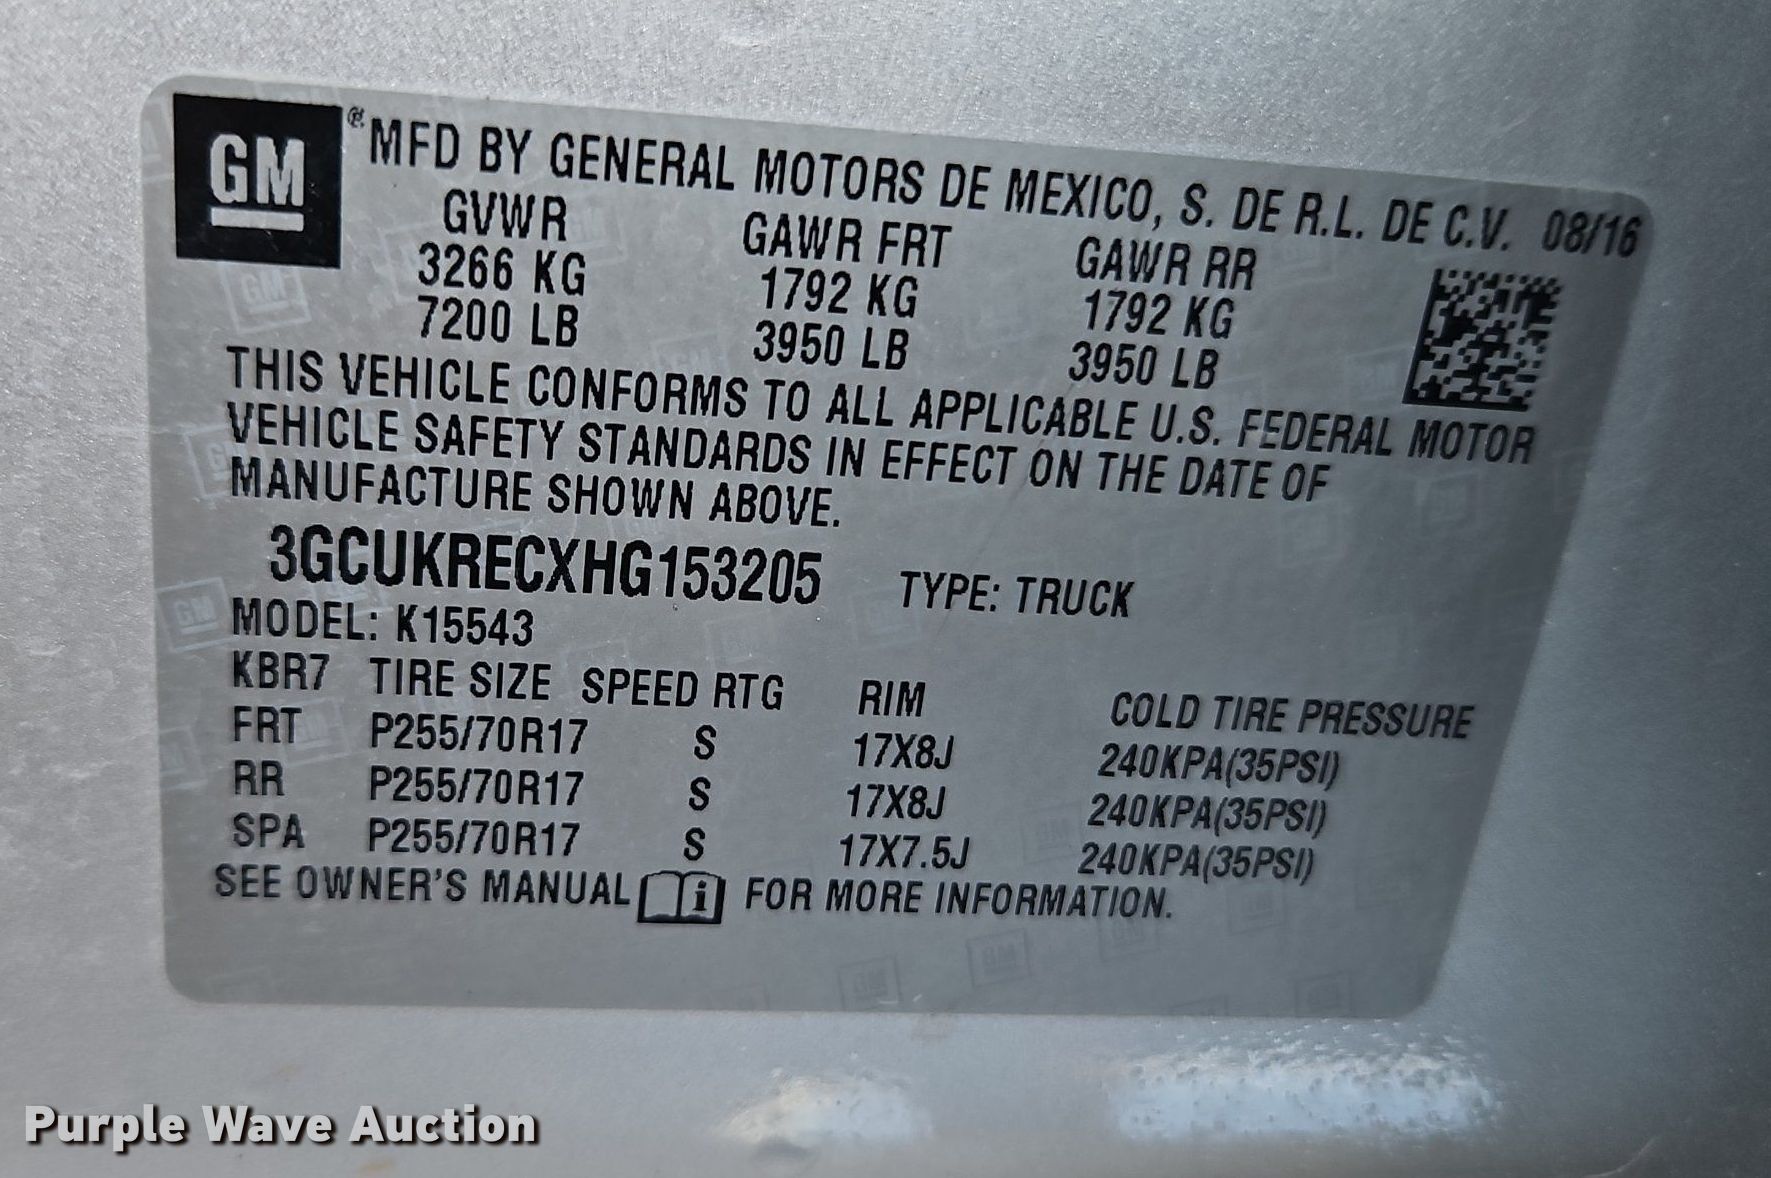 GM
® MFD BY GENERAL MOTORS DE MEXICO, S. DE R.L. DE C.V. 08/16
GVWR GAWR FRT GAWR RR
3266 KG 1792 KG 1792 KG
7200 LB 3950 LB 3950 LB
THIS VEHICLE CONFORMS TO ALL APPLICABLE U.S. FEDERAL MOTOR
VEHICLE SAFETY STANDARDS IN EFFECT ON THE DATE OF
MANUFACTURE SHOWN ABOVE.
3GCUKRECXHG153205 TYPE: TRUCK
MODEL: K15543
KBR7 TIRE SIZE SPEED RTG RIM COLD TIRE PRESSURE
FRT P255/70R17 S 17X8J 240KPA(35PSI)
RR P255/70R17 S 17X8J 240KPA(35PSI)
SPA P255/70R17 S 17X7.5J 240KPA(35PSI)
SEE OWNER'S MANUAL i FOR MORE INFORMATION.
Purple Wave Auction